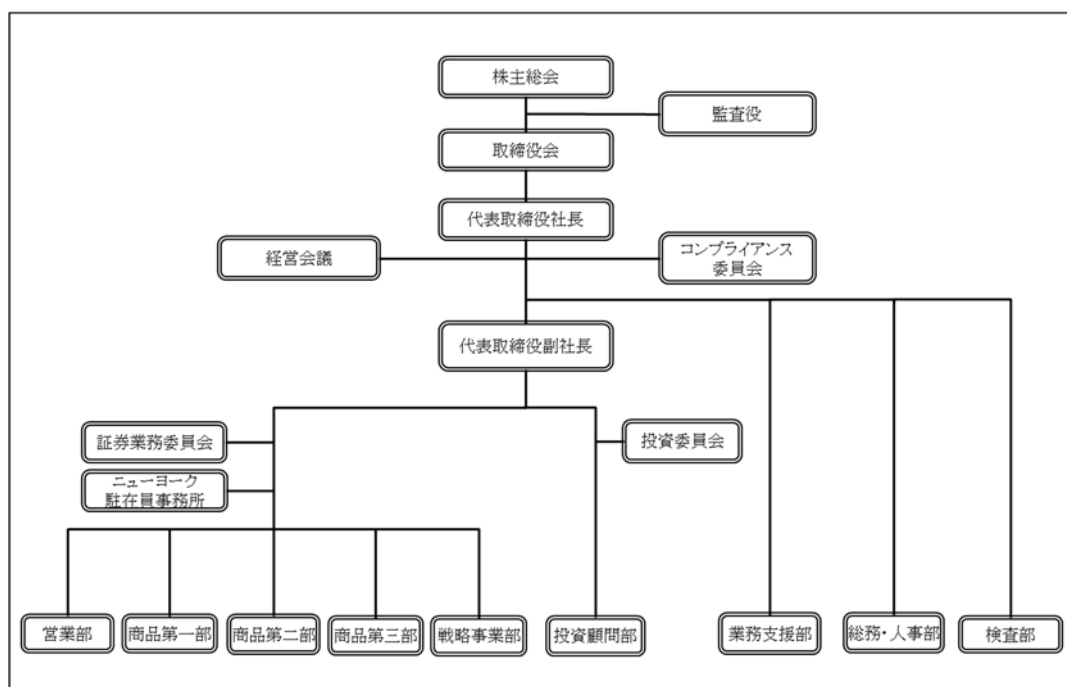 株主総会
監査役
取締役会
代表取締役社長
経営会議
コンプライアンス
委員会
代表取締役副社長
証券業務委員会
投資委員会
ニューヨーク
駐在員事務所
営業部
商品第一部
商品第二部
商品第三部
戦略事業部
投資顧問部
業務支援部
総務・人事部
検査部